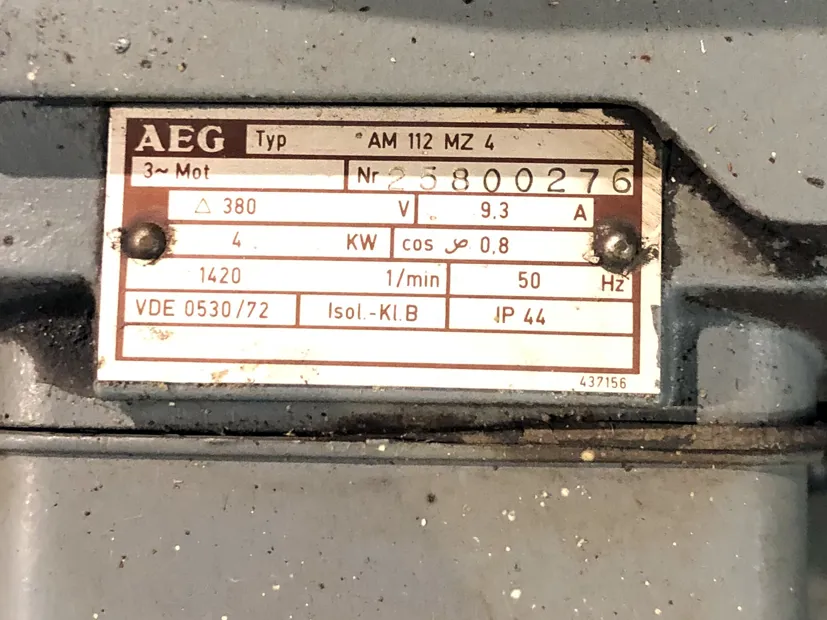 AEG Typ AM 112 MZ 4
3~ Mot Nr 25800276
△ 380 V 9.3 A
4 KW cos φ 0,8
1420 1/min 50 Hz
VDE 0530/72 Isol.-Kl.B IP 44
437156